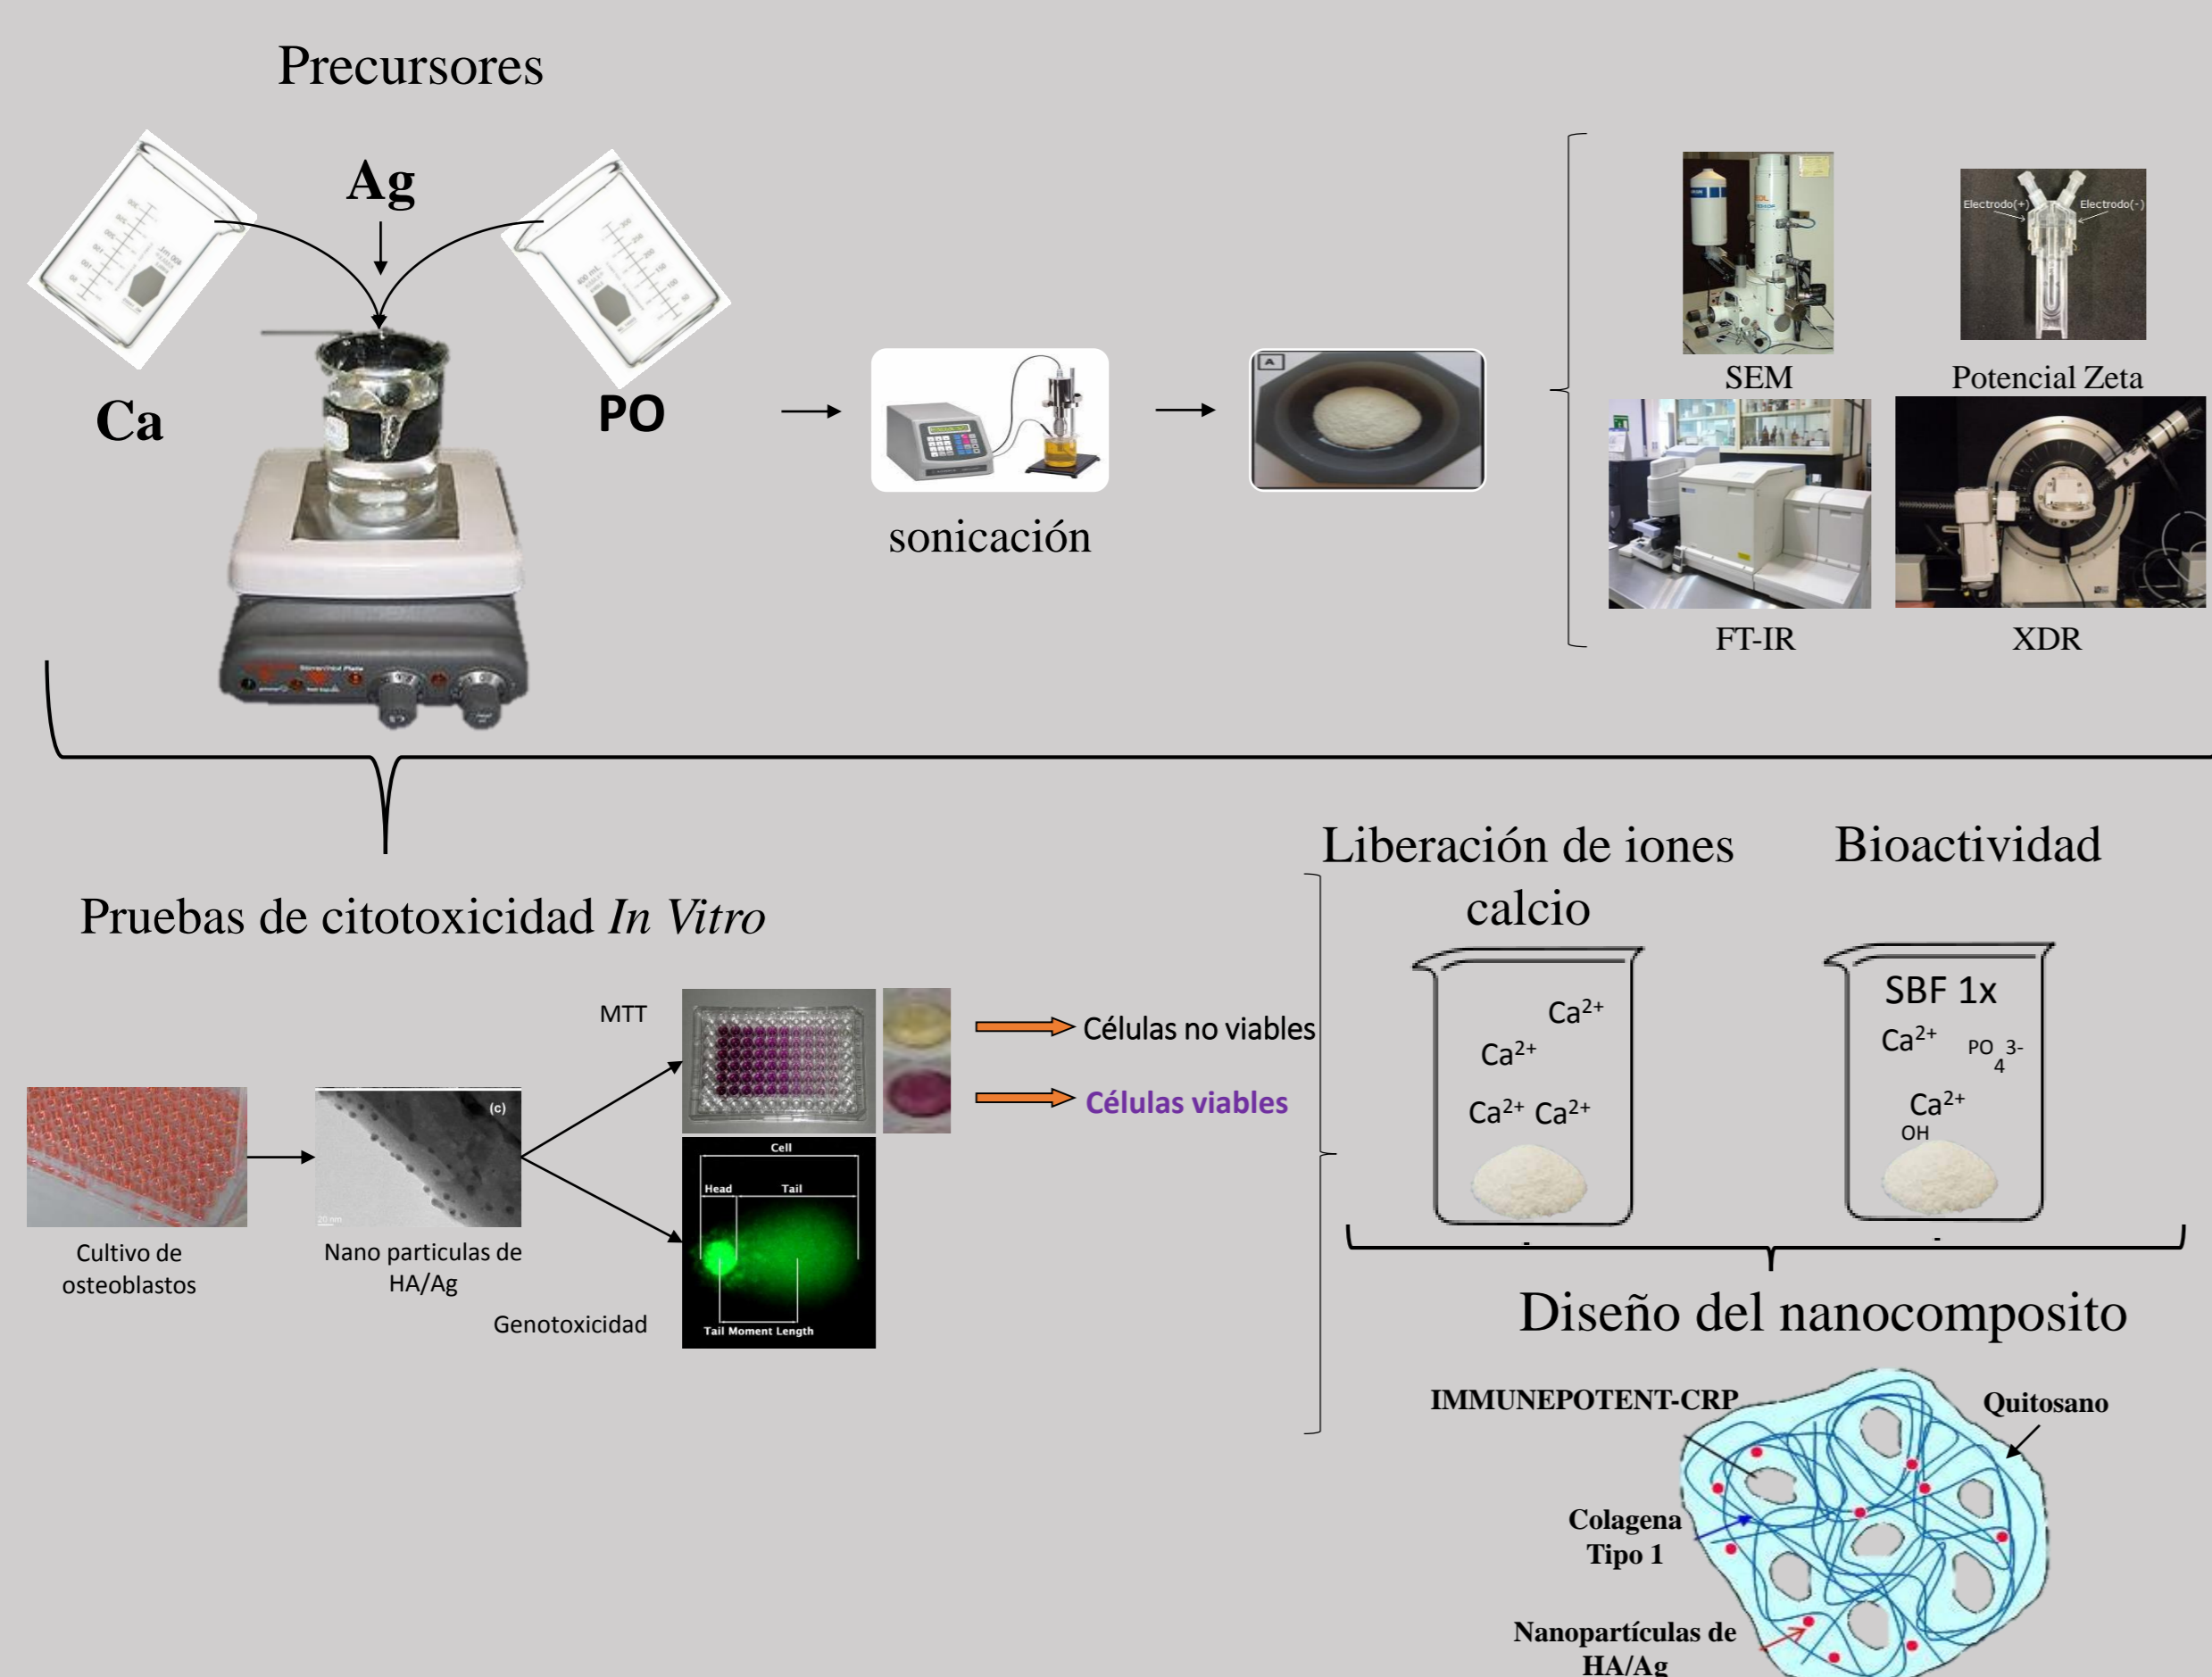 Precursores
Ag
Ca
PO
sonicación
A
Electrodo(+)
Electrodo(-)
SEM
Potencial Zeta
FT-IR
XDR
Pruebas de citotoxicidad In Vitro
MTT
Células no viables
Células viables
(c)
20 nm
Cultivo de
osteoblastos
Nano particulas de
HA/Ag
Genotoxicidad
Cell
Head
Tail
Tail Moment Length
Liberación de iones
calcio
Ca2+
Ca2+
Ca2+ Ca2+
Bioactividad
SBF 1x
Ca2+
PO4 3-
Ca2+
OH
Diseño del nanocomposito
IMMUNEPOTENT-CRP
Quitosano
Colagena
Tipo 1
Nanopartículas de
HA/Ag